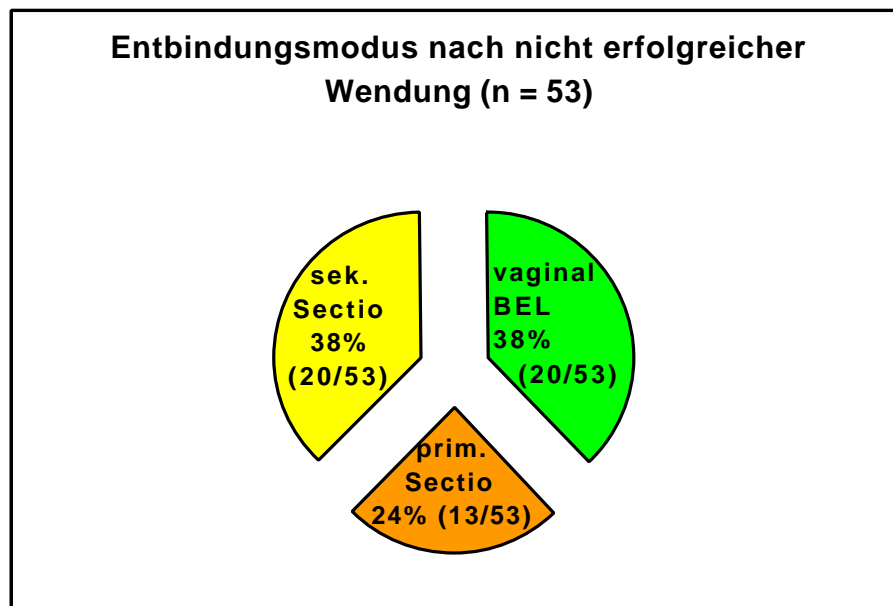 Entbindungsmodus nach nicht erfolgreicher
Wendung (n = 53)
sek.
Sectio
38%
(20/53)
vaginal
BEL
38%
(20/53)
prim.
Sectio
24% (13/53)